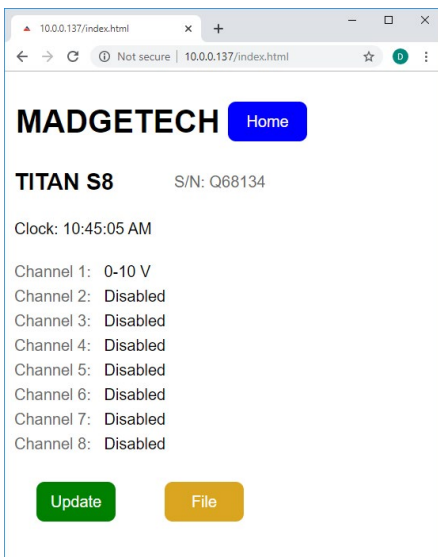 10.0.0.137/index.html
Not secure | 10.0.0.137/index.html
D
MADGETECH Home
TITAN S8 S/N: Q68134
Clock: 10:45:05 AM
Channel 1: 0-10 V
Channel 2: Disabled
Channel 3: Disabled
Channel 4: Disabled
Channel 5: Disabled
Channel 6: Disabled
Channel 7: Disabled
Channel 8: Disabled
Update File